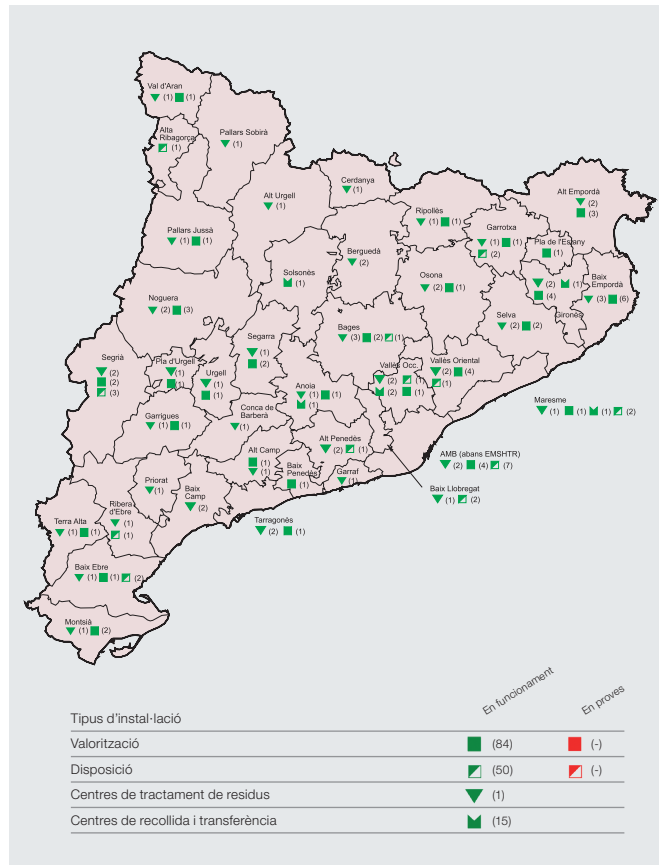 Val d'Aran
(1) (1)
Alta
Ribagorça
(1)
Pallars Sobirà
(1)
Cerdanya
(1)
Alt Urgell
(1)
Alt Empordà
(2)
(3)
Ripollès
(1) (1)
Garrotxa
(1) (1)
(2)
Pla de l'Estany
(1)
Pallars Jussà
(1) (1)
Berguedà
(2)
Solsonès
(1)
Osona
(2) (1)
(2) (1)
(4)
Gironès
Baix
Empordà
(3) (6)
Noguera
(2) (3)
Selva
(2) (2)
Bages
(3) (2) (1)
Segarra
(1)
(2)
Segrià
(2)
(2)
(3)
Pla d'Urgell
(1)
(1)
Urgell
(1)
(1)
Vallès Occ.
(2) (1)
(2) (1)
Vallès Oriental
(2) (4)
(1)
Anoia
(1) (1)
(1)
Maresme
(1) (1) (1) (2)
Garrigues
(1) (1)
Conca de
Barberà
(1)
Alt Camp
(1)
(1)
Alt Penedès
(2) (1)
Baix
Penedès
(1)
Garraf
(1)
AMB (abans EMSHTR)
(2) (4) (7)
Baix Llobregat
(1) (2)
Priorat
(1)
Baix
Camp
(2)
Ribera
d'Ebre
(1)
(1)
Terra Alta
(1) (1)
Tarragonès
(2) (1)
Baix Ebre
(1) (1) (2)
Montsià
(1) (2)
En funcionament
En proves
Tipus d'instal·lació
Valorització (84) (-)
Disposició (50) (-)
Centres de tractament de residus (1)
Centres de recollida i transferència (15)